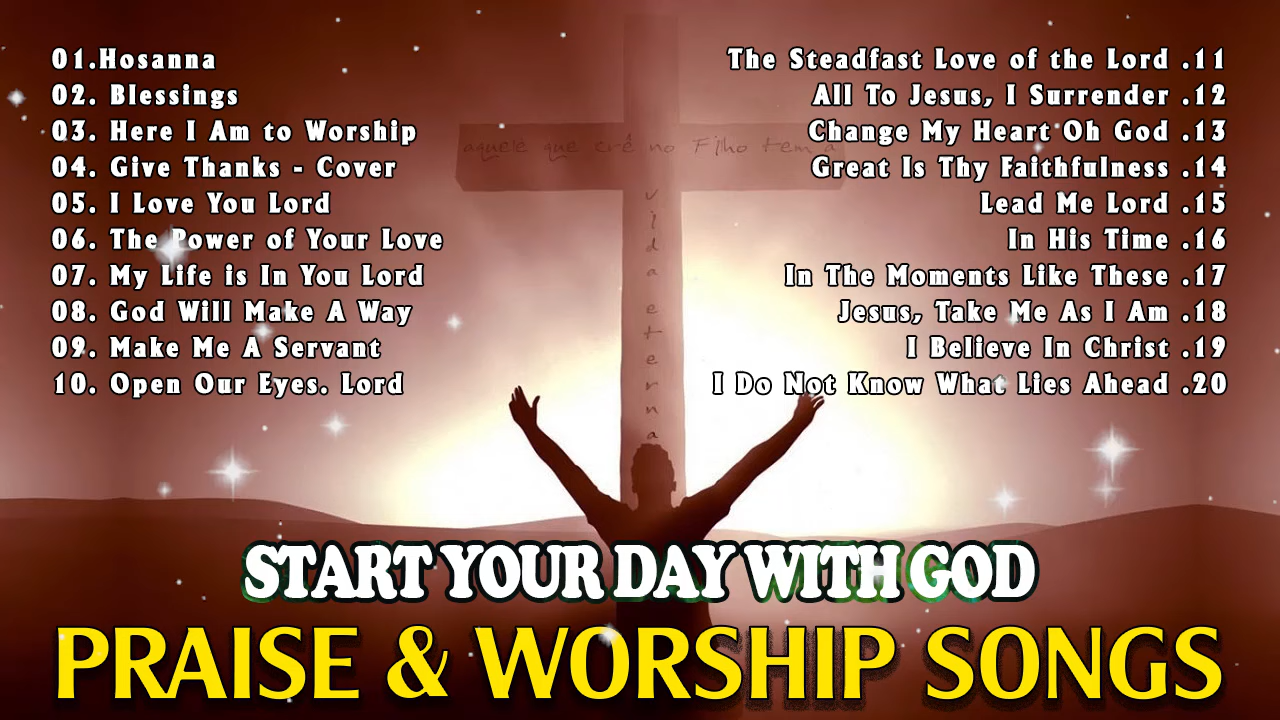 01.Hosanna
02. Blessings
03. Here I Am to Worship
04. Give Thanks - Cover
05. I Love You Lord
06. The Power of Your Love
07. My Life is In You Lord
08. God Will Make A Way
09. Make Me A Servant
10. Open Our Eyes. Lord
The Steadfast Love of the Lord .11
All To Jesus, I Surrender .12
Change My Heart Oh God .13
Great Is Thy Faithfulness .14
Lead Me Lord .15
In His Time .16
In The Moments Like These .17
Jesus, Take Me As I Am .18
I Believe In Christ .19
I Do Not Know What Lies Ahead .20
aquele que crê no Filho tem a
vida eterna
START YOUR DAY WITH GOD
PRAISE & WORSHIP SONGS